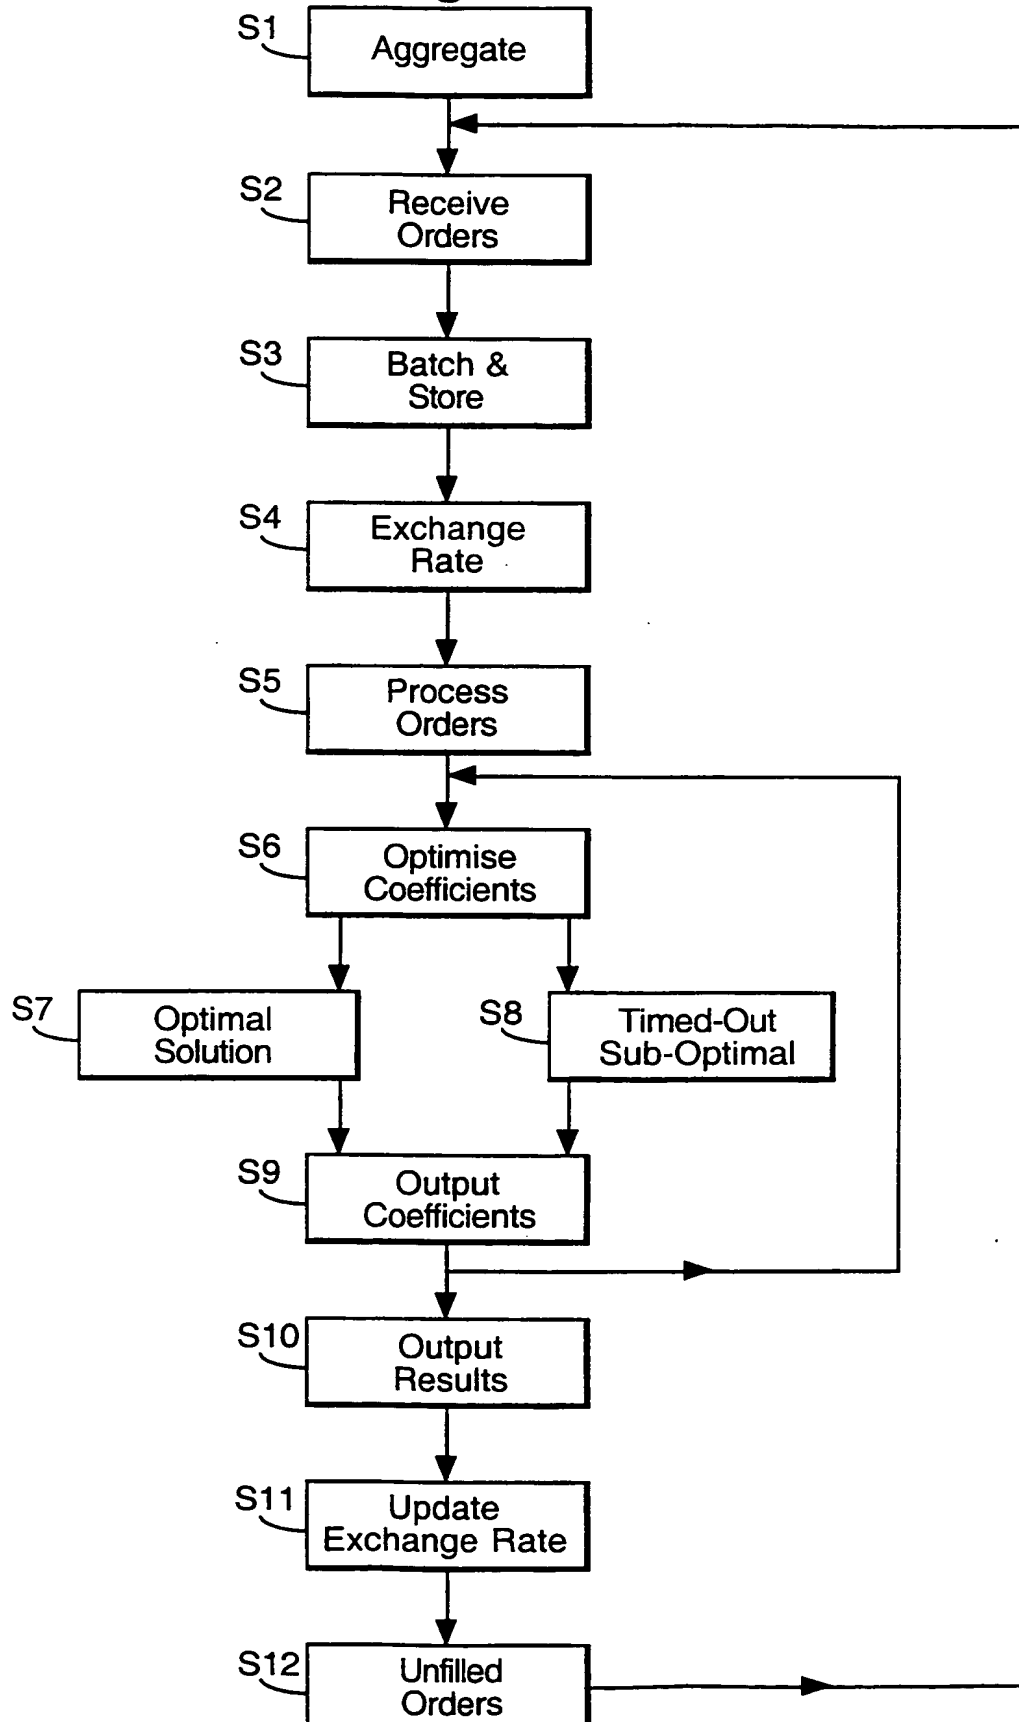 S1
Aggregate
S2
Receive
Orders
S3
Batch &
Store
S4
Exchange
Rate
S5
Process
Orders
S6
Optimise
Coefficients
S7
Optimal
Solution
S8
Timed-Out
Sub-Optimal
S9
Output
Coefficients
S10
Output
Results
S11
Update
Exchange Rate
S12
Unfilled
Orders